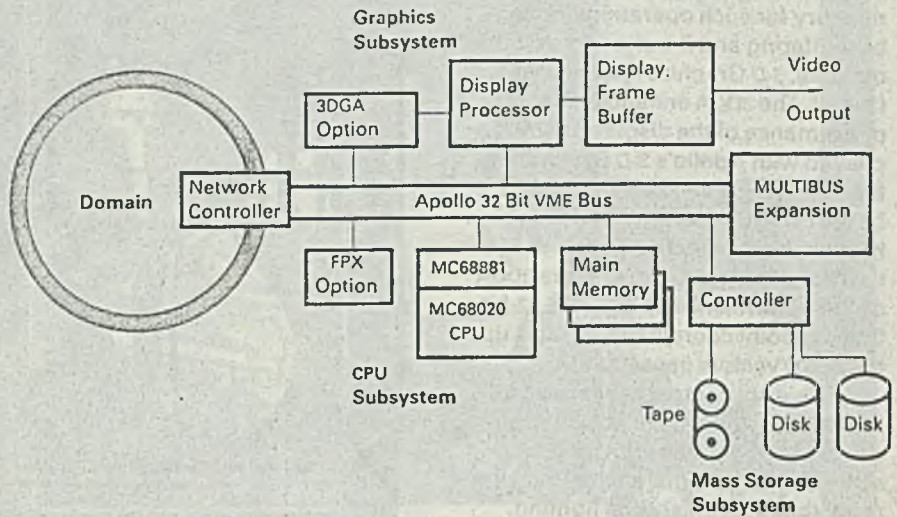 Graphics
Subsystem
3DGA
Option
Display
Processor
Display.
Frame
Buffer
Video
Output
Domain
Network
Controller
Apollo 32 Bit VME Bus
MULTIBUS
Expansion
FPX
Option
MC68881
MC68020
CPU
Main
Memory
Controller
CPU
Subsystem
Tape
Disk
Disk
Mass Storage
Subsystem